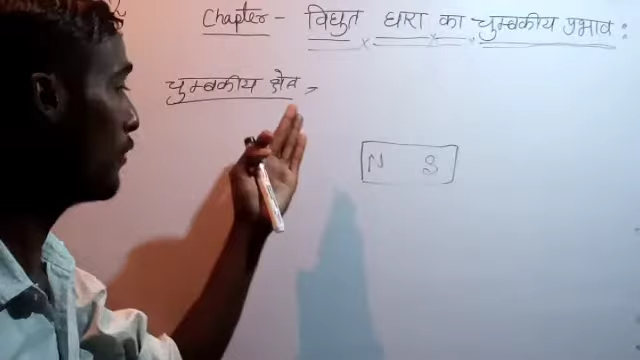 Chapter - विद्युत धारा का चुम्बकीय प्रभाव :
चुम्बकीय क्षेत्र
N S